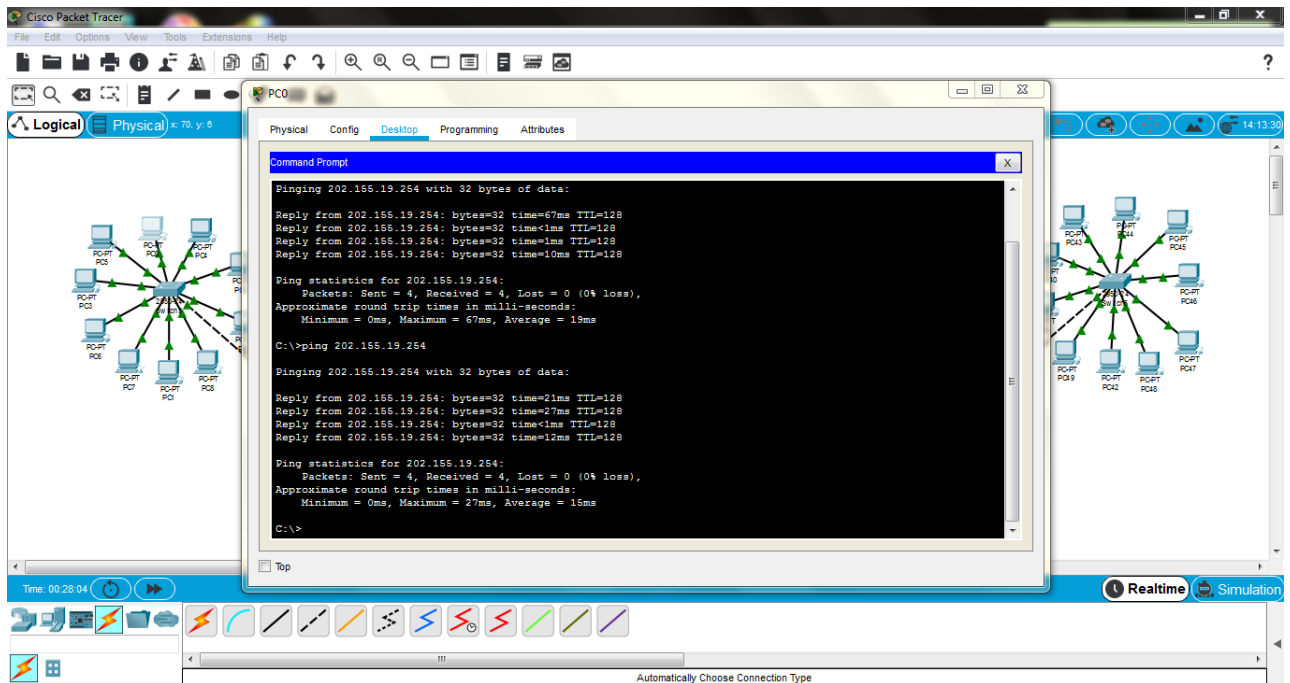 Cisco Packet Tracer
File Edit Options View Tools Extensions Help
?
PC0
Logical
Physical x: 70, y: 6
14:13:30
Physical Config Desktop Programming Attributes
Command Prompt
X
Pinging 202.155.19.254 with 32 bytes of data:
Reply from 202.155.19.254: bytes=32 time=67ms TTL=128
Reply from 202.155.19.254: bytes=32 time<1ms TTL=128
Reply from 202.155.19.254: bytes=32 time=1ms TTL=128
Reply from 202.155.19.254: bytes=32 time=10ms TTL=128
Ping statistics for 202.155.19.254:
Packets: Sent = 4, Received = 4, Lost = 0 (0% loss),
Approximate round trip times in milli-seconds:
Minimum = 0ms, Maximum = 67ms, Average = 19ms
C:\>ping 202.155.19.254
Pinging 202.155.19.254 with 32 bytes of data:
Reply from 202.155.19.254: bytes=32 time=21ms TTL=128
Reply from 202.155.19.254: bytes=32 time=27ms TTL=128
Reply from 202.155.19.254: bytes=32 time<1ms TTL=128
Reply from 202.155.19.254: bytes=32 time=12ms TTL=128
Ping statistics for 202.155.19.254:
Packets: Sent = 4, Received = 4, Lost = 0 (0% loss),
Approximate round trip times in milli-seconds:
Minimum = 0ms, Maximum = 27ms, Average = 15ms
C:\>
Top
PC-PT
PC5
PC-PT
PC-PT
PC4
PC-PT
PC3
PC-PT
PC6
PC-PT
PC7
PC-PT
PC-PT
PC8
PC-PT
PC44
PC43
PC-PT
PC45
PC-PT
PC46
PC-PT
PC47
PC-PT
PC49
PC-PT
PC42
PC-PT
PC48
Time: 00:28:04
Realtime
Simulation
Automatically Choose Connection Type